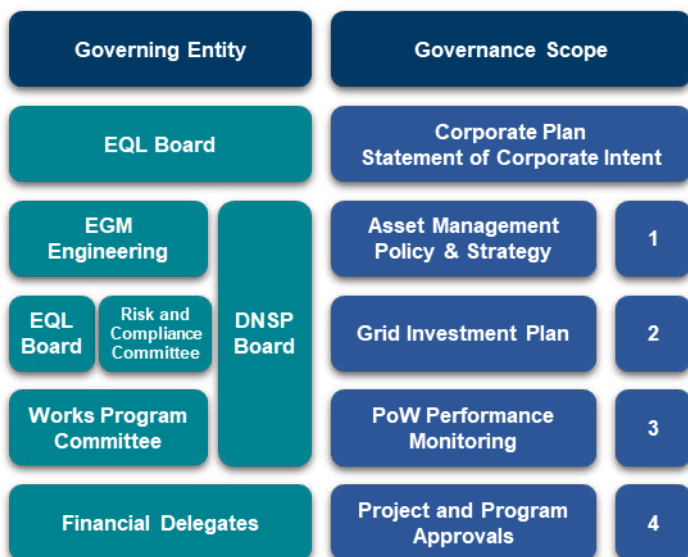 Governing Entity
Governance Scope
EQL Board
Corporate Plan
Statement of Corporate Intent
EGM
Engineering
DNSP
Board
Asset Management
Policy & Strategy
1
EQL
Board
Risk and
Compliance
Committee
Grid Investment Plan
2
Works Program
Committee
PoW Performance
Monitoring
3
Financial Delegates
Project and Program
Approvals
4